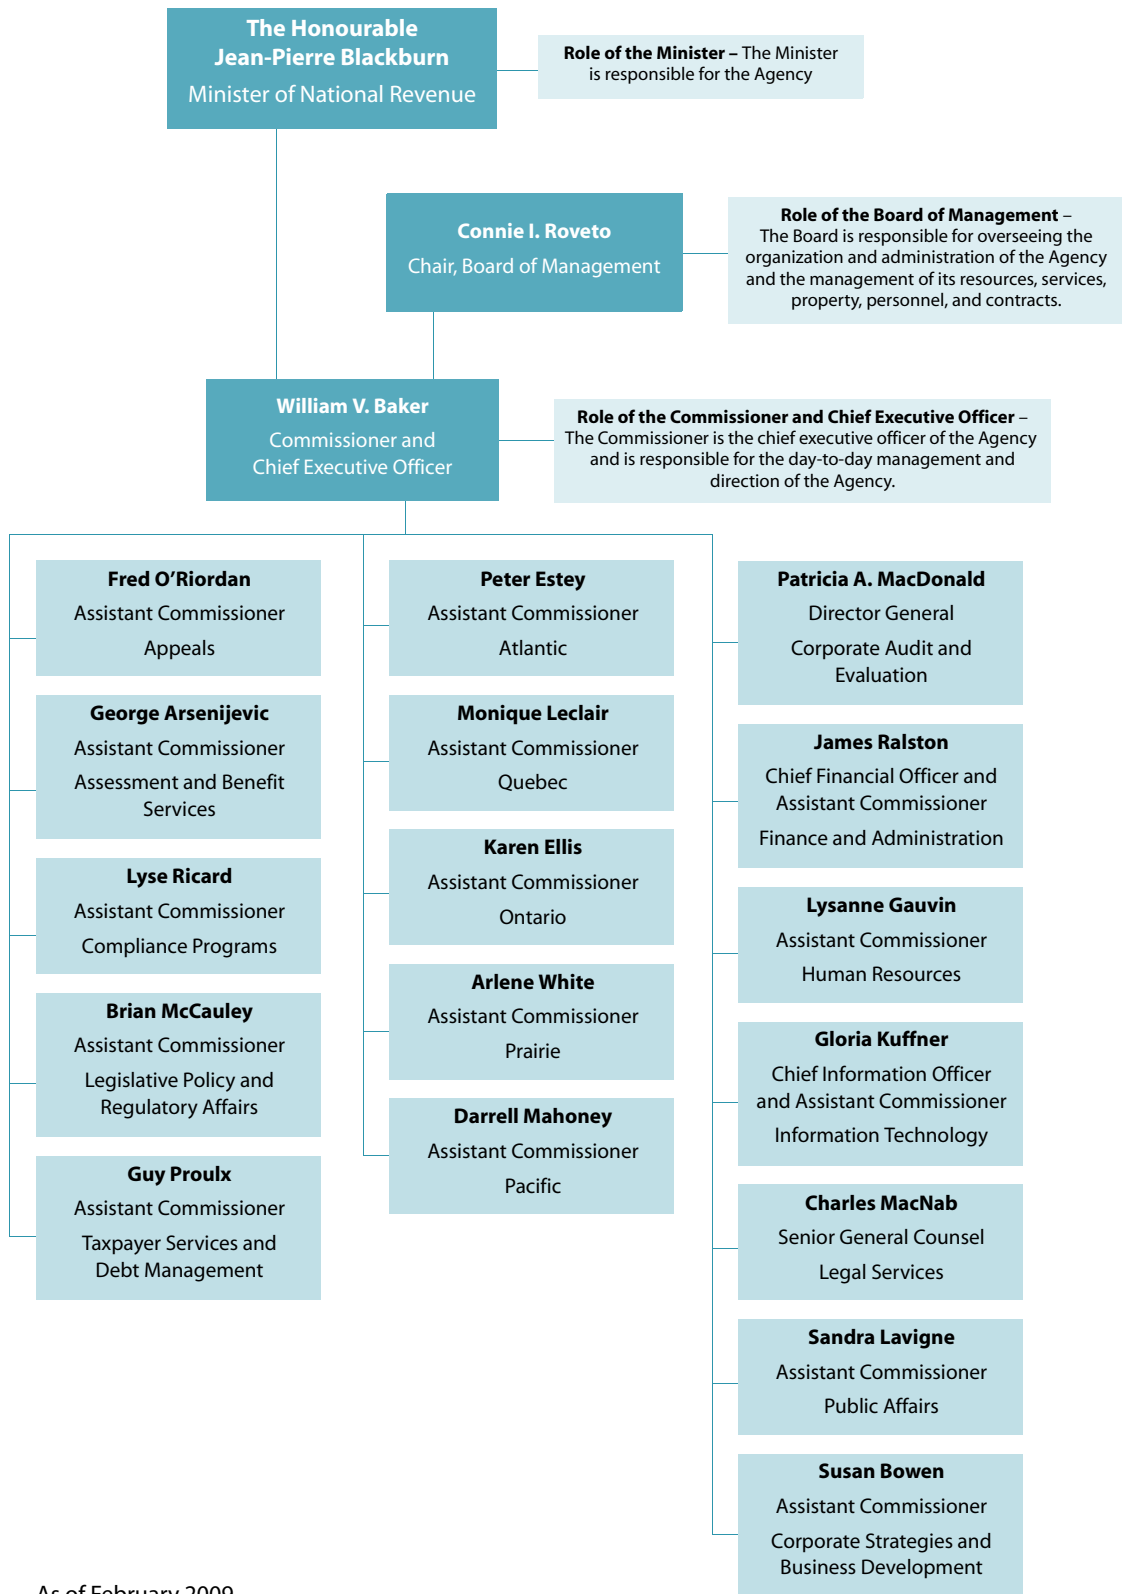 The Honourable
Jean-Pierre Blackburn
Minister of National Revenue
Role of the Minister – The Minister
is responsible for the Agency
Connie I. Roveto
Chair, Board of Management
Role of the Board of Management –
The Board is responsible for overseeing the
organization and administration of the Agency
and the management of its resources, services,
property, personnel, and contracts.
William V. Baker
Commissioner and
Chief Executive Officer
Role of the Commissioner and Chief Executive Officer –
The Commissioner is the chief executive officer of the Agency
and is responsible for the day-to-day management and
direction of the Agency.
Fred O’Riordan
Assistant Commissioner
Appeals
George Arsenijevic
Assistant Commissioner
Assessment and Benefit
Services
Lyse Ricard
Assistant Commissioner
Compliance Programs
Brian McCauley
Assistant Commissioner
Legislative Policy and
Regulatory Affairs
Guy Proulx
Assistant Commissioner
Taxpayer Services and
Debt Management
Peter Estey
Assistant Commissioner
Atlantic
Monique Leclair
Assistant Commissioner
Quebec
Karen Ellis
Assistant Commissioner
Ontario
Arlene White
Assistant Commissioner
Prairie
Darrell Mahoney
Assistant Commissioner
Pacific
Patricia A. MacDonald
Director General
Corporate Audit and
Evaluation
James Ralston
Chief Financial Officer and
Assistant Commissioner
Finance and Administration
Lysanne Gauvin
Assistant Commissioner
Human Resources
Gloria Kuffner
Chief Information Officer
and Assistant Commissioner
Information Technology
Charles MacNab
Senior General Counsel
Legal Services
Sandra Lavigne
Assistant Commissioner
Public Affairs
Susan Bowen
Assistant Commissioner
Corporate Strategies and
Business Development
As of February 2009